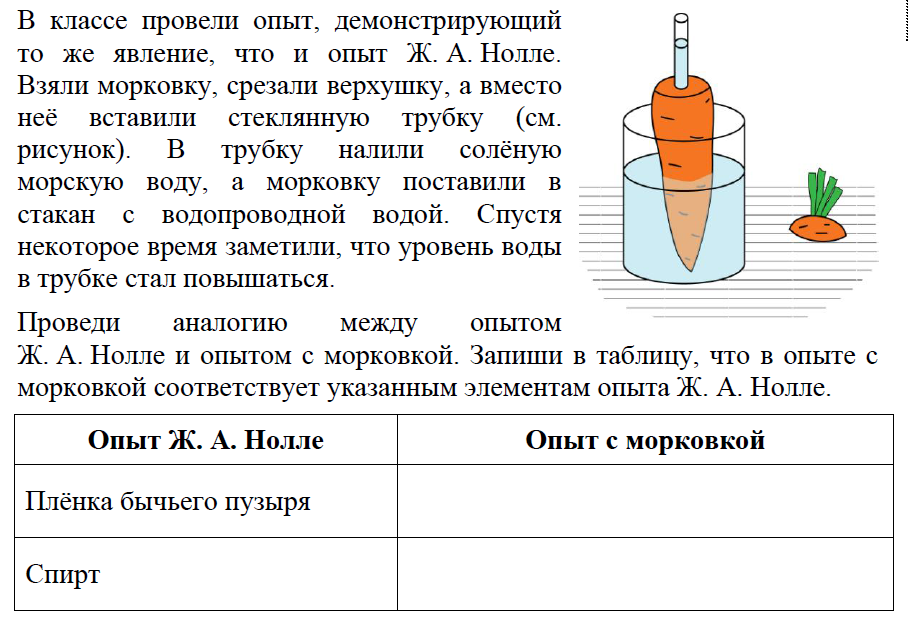 В классе провели опыт, демонстрирующий
то же явление, что и опыт Ж. А. Нолле.
Взяли морковку, срезали верхушку, а вместо
неё вставили стеклянную трубку (см.
рисунок). В трубку налили солёную
морскую воду, а морковку поставили в
стакан с водопроводной водой. Спустя
некоторое время заметили, что уровень воды
в трубке стал повышаться.
Проведи аналогию между опытом
Ж. А. Нолле и опытом с морковкой. Запиши в таблицу, что в опыте с
морковкой соответствует указанным элементам опыта Ж. А. Нолле.
Опыт Ж. А. Нолле
Опыт с морковкой
Плёнка бычьего пузыря
Спирт